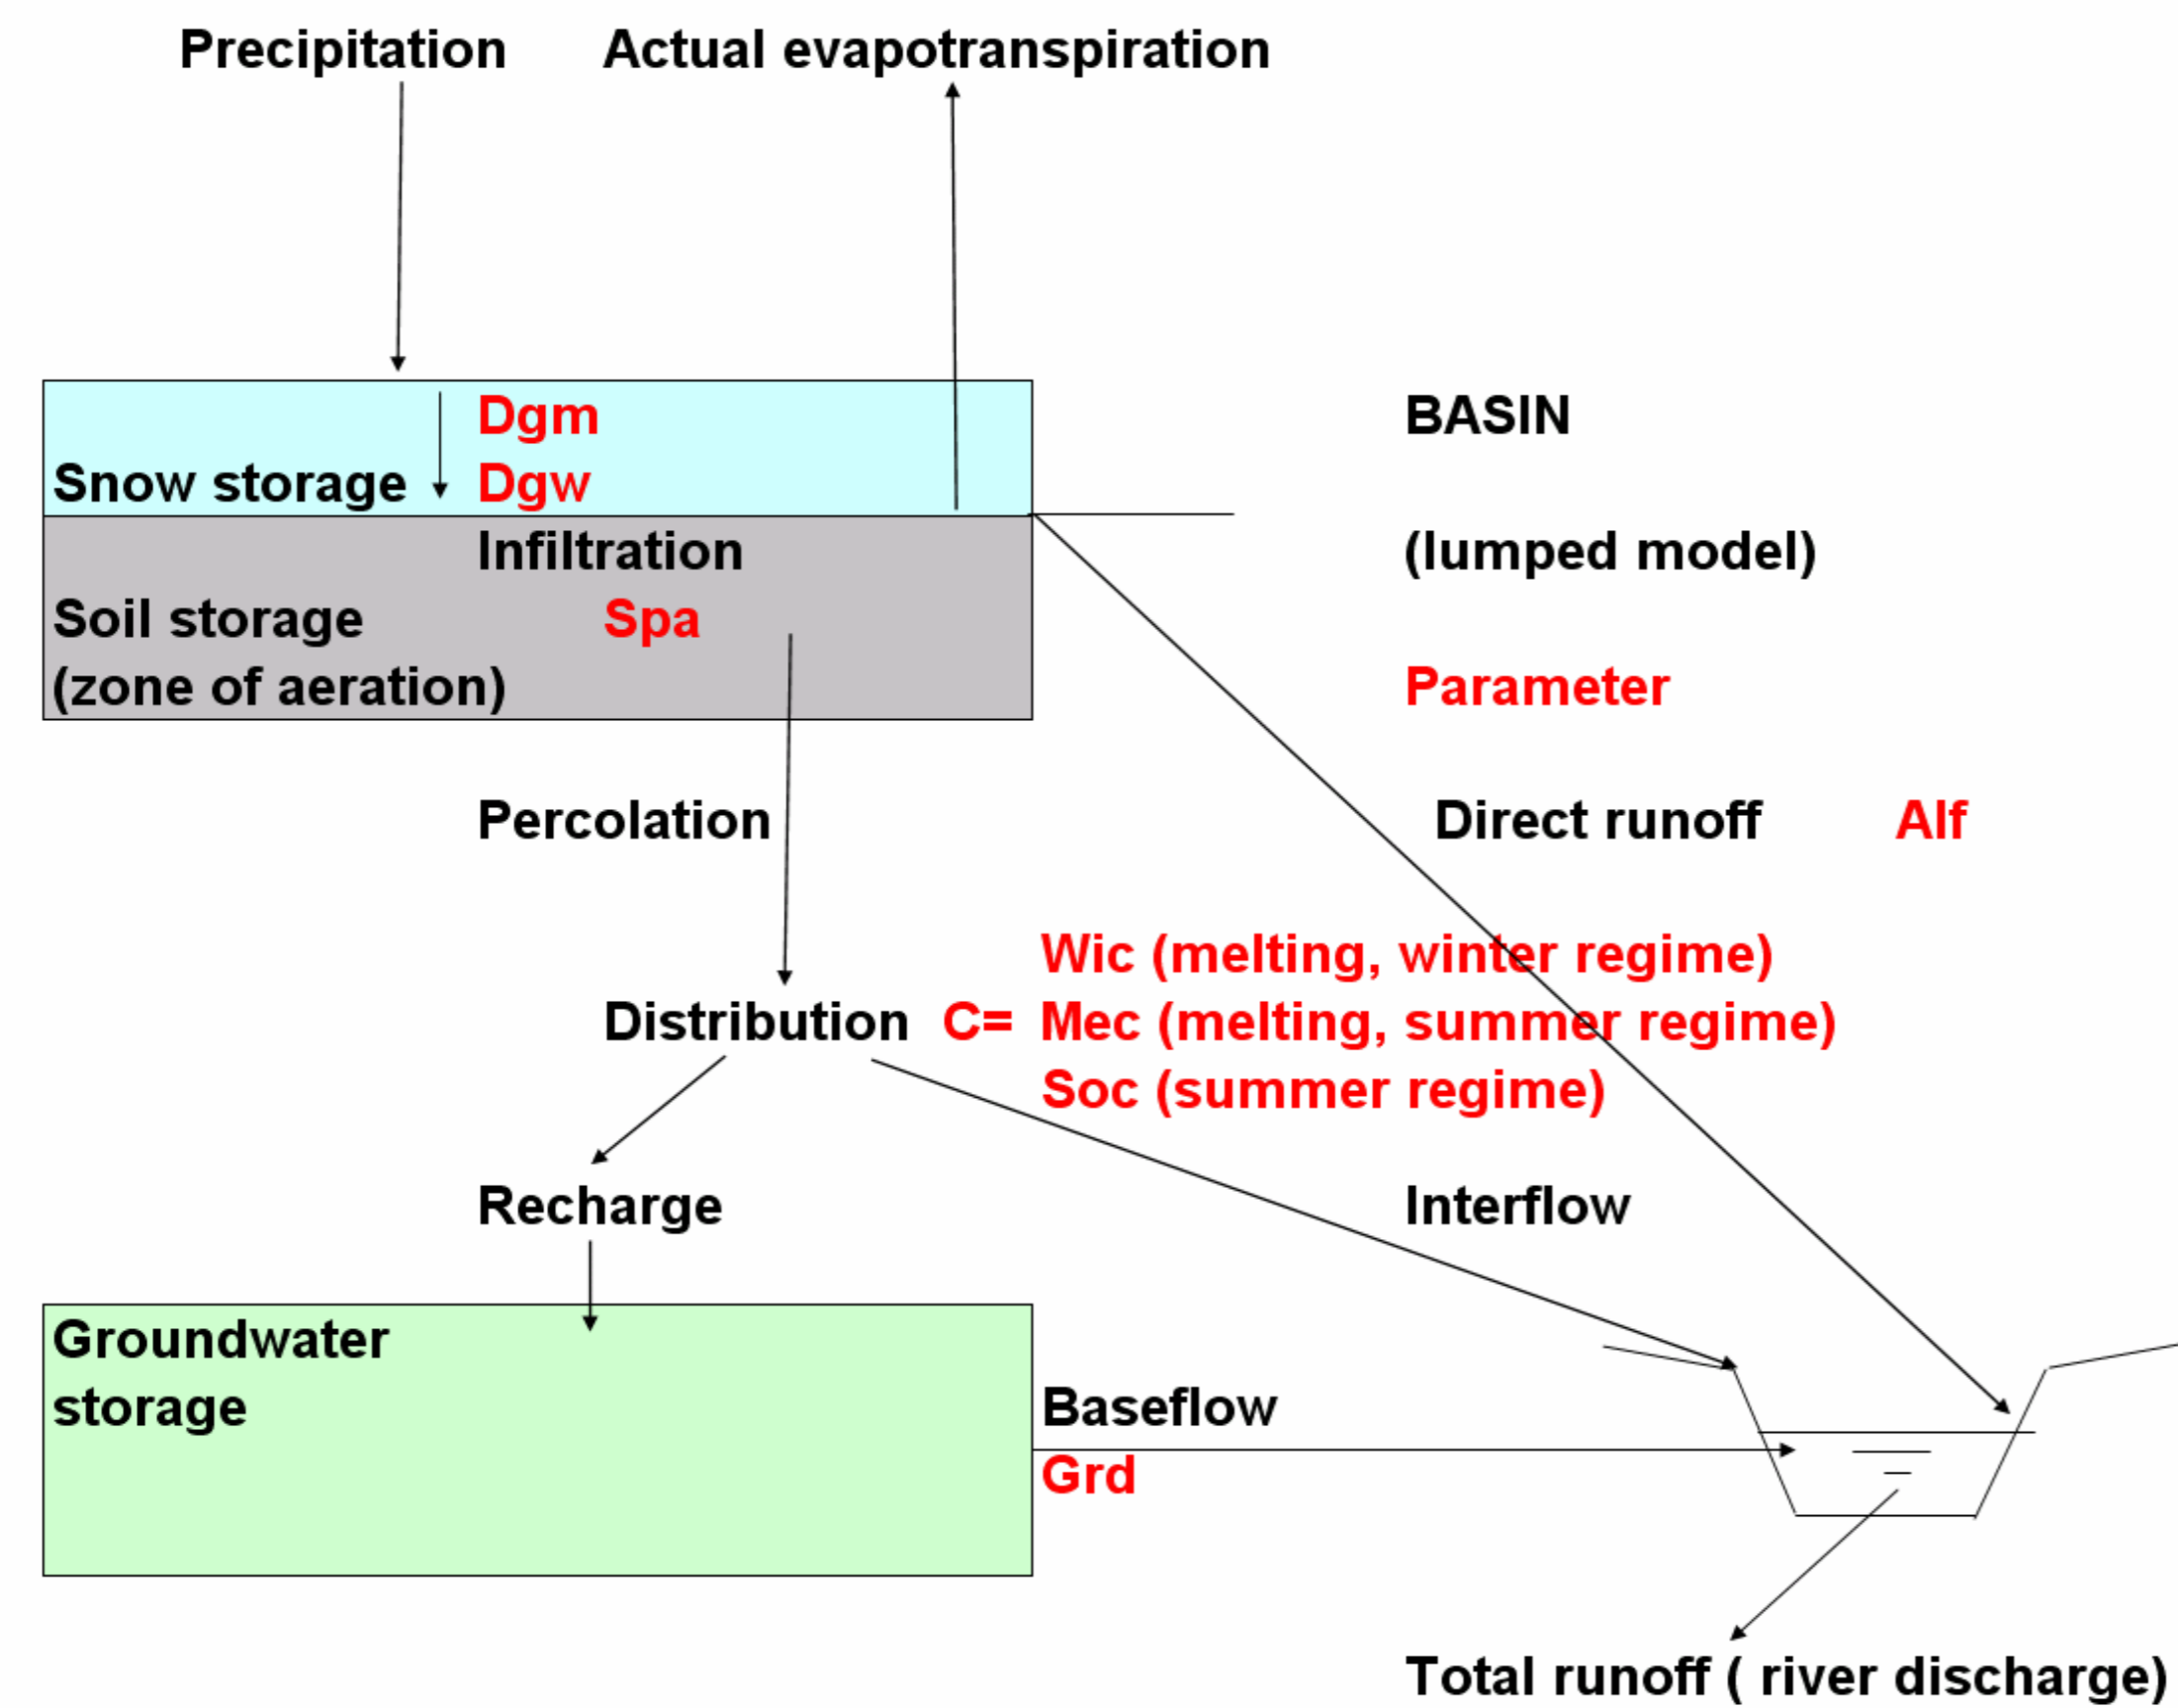 Precipitation Actual evapotranspiration
Dgm BASIN
Snow storage Dgw
Infiltration (lumped model)
Soil storage Spa
(zone of aeration) Parameter
Percolation Direct runoff Alf
Wic (melting, winter regime)
Distribution C= Mec (melting, summer regime)
Soc (summer regime)
Recharge Interflow
Groundwater
storage Baseflow
Grd
Total runoff ( river discharge)